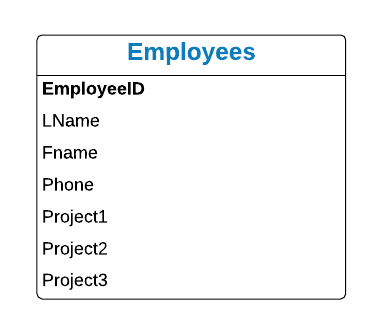 Employees
EmployeeID
LName
Fname
Phone
Project1
Project2
Project3